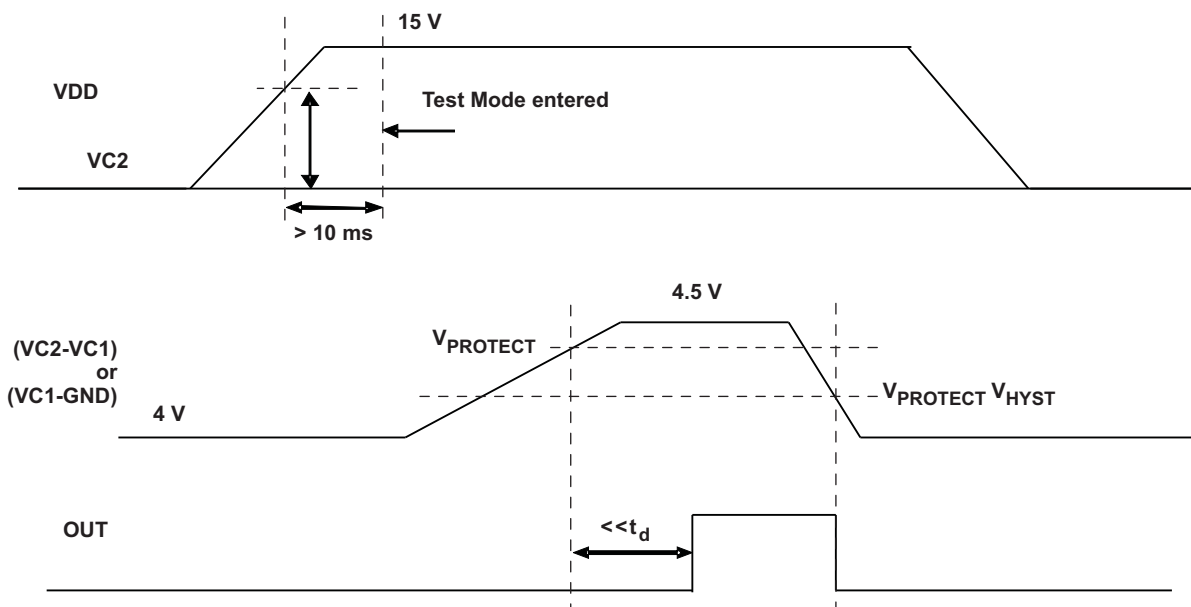 15 V
VDD
Test Mode entered
VC2
> 10 ms
4.5 V
(VC2-VC1)
or
(VC1-GND)
VPROTECT
VPROTECT VHYST
4 V
OUT
<<td